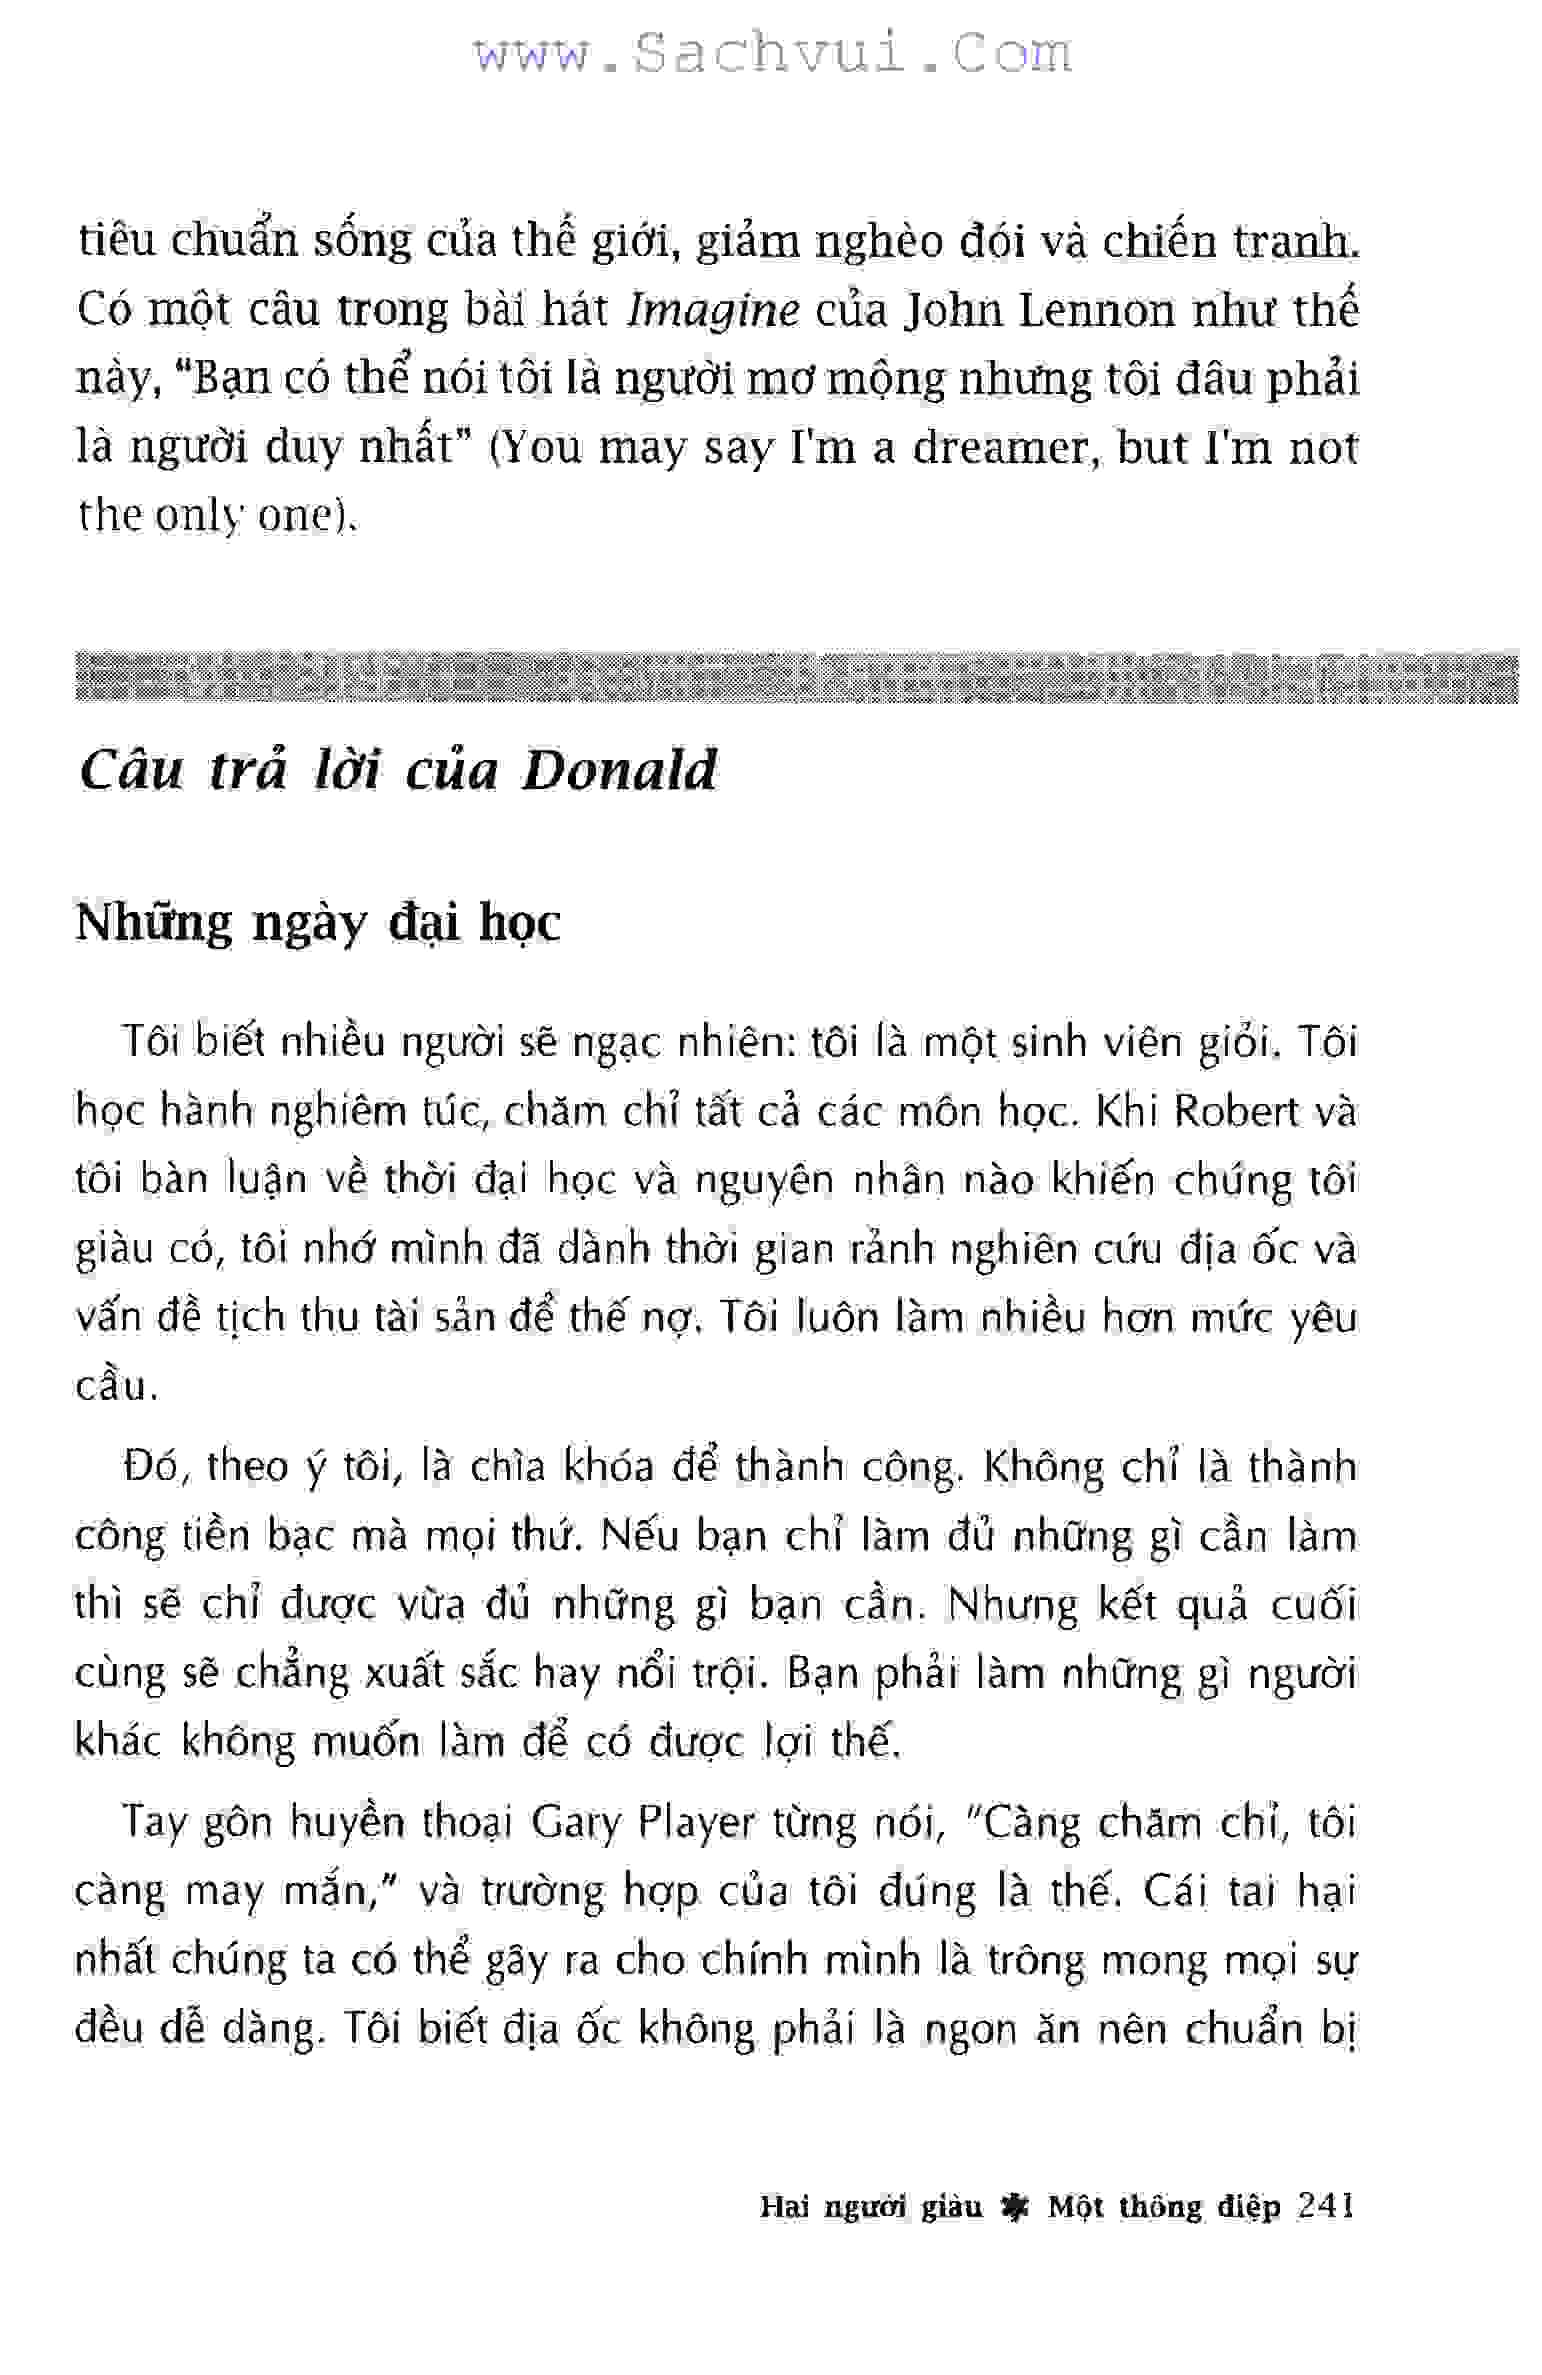 www.Sachvui.Com
tiêu chuẩn sống của thế giới, giảm nghèo đói và chiến tranh.
Có một câu trong bài hát Imagine của John Lennon như thế
này, “Bạn có thể nói tôi là người mơ mộng nhưng tôi đâu phải
là người duy nhất” (You may say I'm a dreamer, but I'm not
the only one).
Câu trả lời của Donald
Những ngày đại học
Tôi biết nhiều người sẽ ngạc nhiên: tôi là một sinh viên giỏi. Tôi
học hành nghiêm túc, chăm chỉ tất cả các môn học. Khi Robert và
tôi bàn luận về thời đại học và nguyên nhân nào khiến chúng tôi
giàu có, tôi nhớ mình đã dành thời gian rảnh nghiên cứu địa ốc và
vấn đề tịch thu tài sản để thế nợ. Tôi luôn làm nhiều hơn mức yêu
cầu.
Đó, theo ý tôi, là chìa khóa để thành công. Không chỉ là thành
công tiền bạc mà mọi thứ. Nếu bạn chỉ làm đủ những gì cần làm
thì sẽ chỉ được vừa đủ những gì bạn cần. Nhưng kết quả cuối
cùng sẽ chẳng xuất sắc hay nổi trội. Bạn phải làm những gì người
khác không muốn làm để có được lợi thế.
Tay gôn huyền thoại Gary Player từng nói, "Càng chăm chỉ, tôi
càng may mắn," và trường hợp của tôi đúng là thế. Cái tai hại
nhất chúng ta có thể gây ra cho chính mình là trông mong mọi sự
đều dễ dàng. Tôi biết địa ốc không phải là ngon ăn nên chuẩn bị
Hai người giàu ✱ Một thông điệp 241